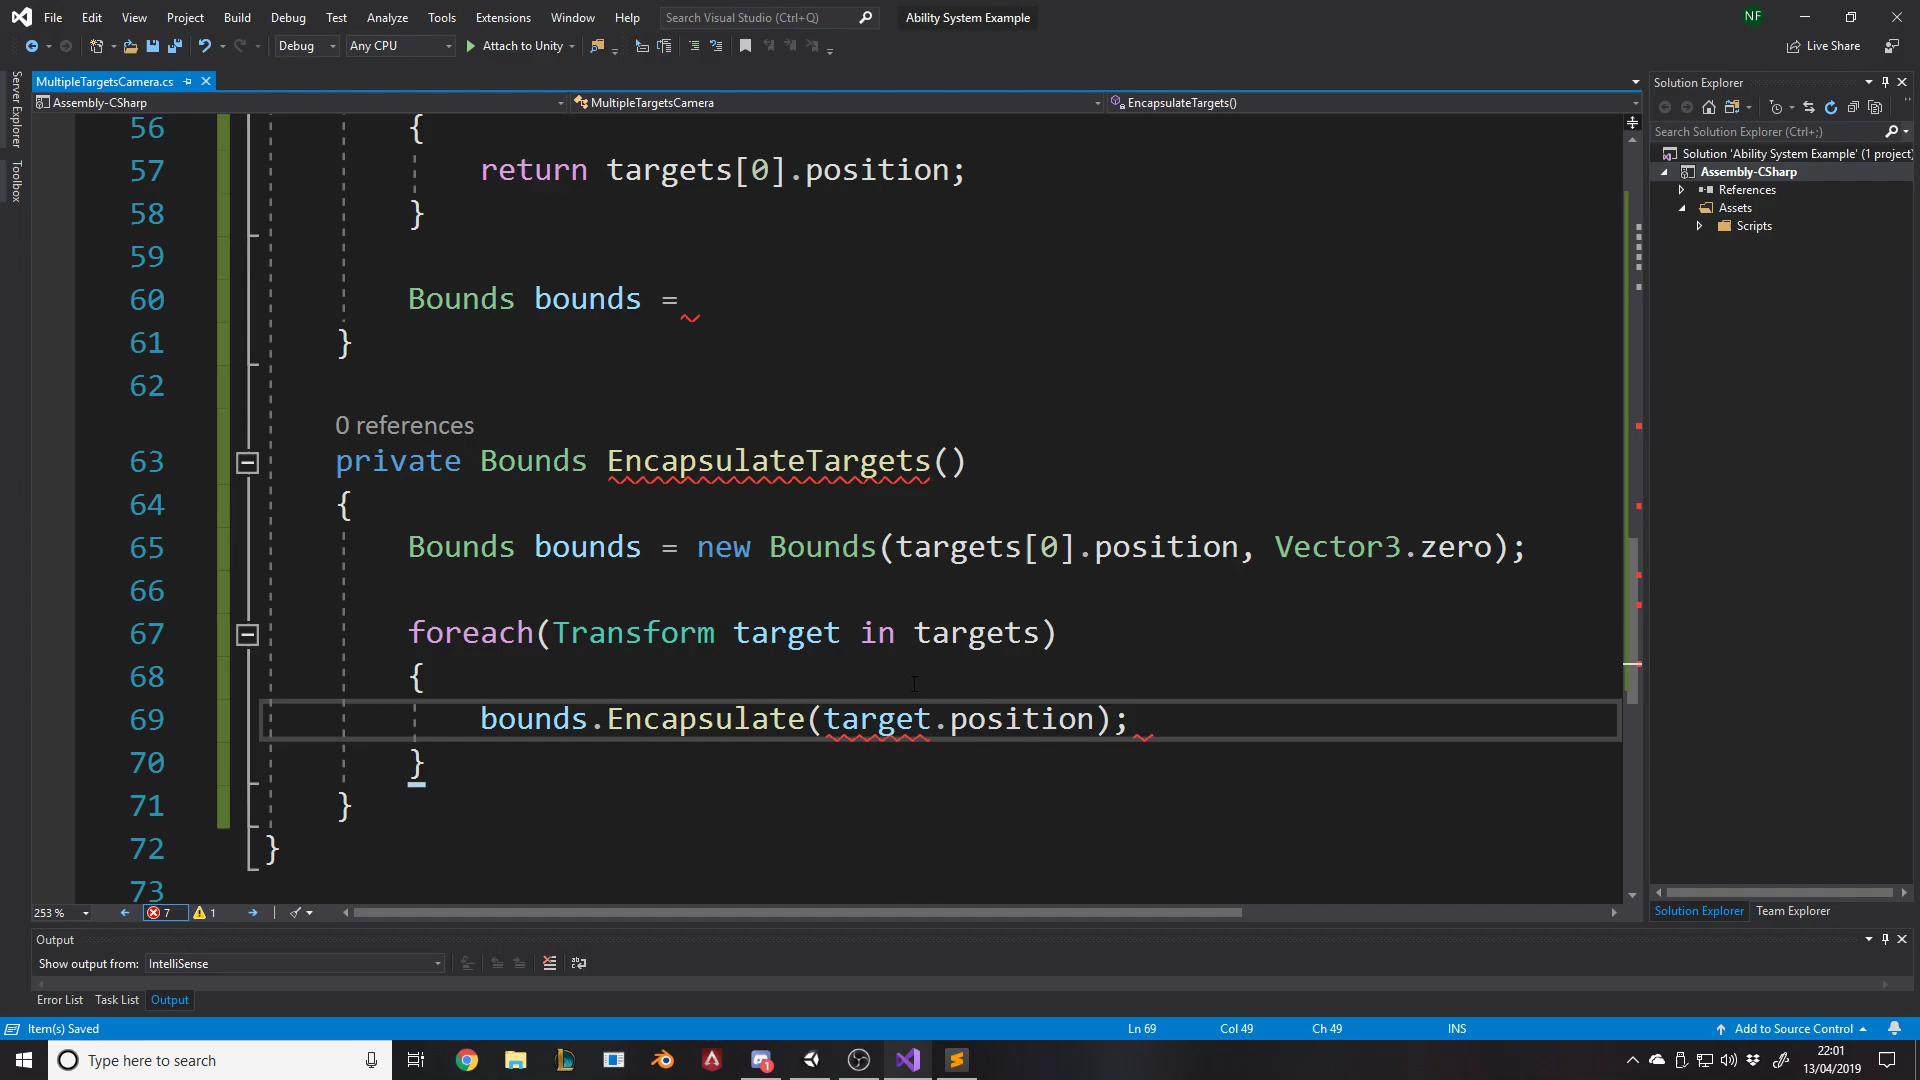 File Edit View Project Build Debug Test Analyze Tools Extensions Window Help Search Visual Studio (Ctrl+Q) Ability System Example NF
Debug Any CPU Attach to Unity Live Share
Server Explorer
Toolbox
MultipleTargetsCamera.cs
Assembly-CSharp MultipleTargetsCamera EncapsulateTargets()
56 {
57 return targets[0].position;
58 }
59
60 Bounds bounds =
61 }
62
0 references
63 private Bounds EncapsulateTargets()
64 {
65 Bounds bounds = new Bounds(targets[0].position, Vector3.zero);
66
67 foreach(Transform target in targets)
68 {
69 bounds.Encapsulate(target.position);
70 }
71 }
72 }
73
253 % 7 1
Solution Explorer
Search Solution Explorer (Ctrl+;)
Solution 'Ability System Example' (1 project)
Assembly-CSharp
References
Assets
Scripts
Solution Explorer Team Explorer
Output
Show output from: IntelliSense
Error List Task List Output
Item(s) Saved Ln 69 Col 49 Ch 49 INS Add to Source Control
Type here to search 1 22:01
13/04/2019